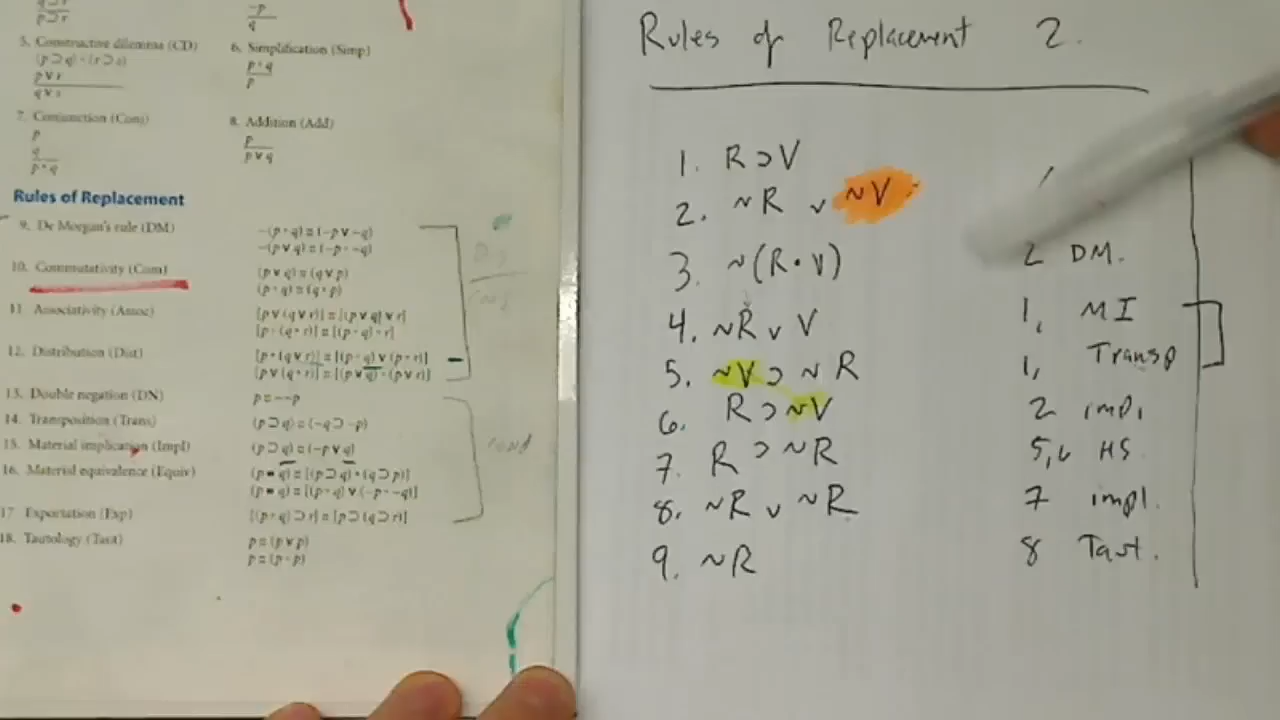 p ⊃ r
~p
q
5. Constructive dilemma (CD)
(p ⊃ q) • (r ⊃ s)
p ∨ r
q ∨ s
6. Simplification (Simp)
p • q
p
7. Conjunction (Conj)
p
q
p • q
8. Addition (Add)
p
p ∨ q
Rules of Replacement
9. De Morgan's rule (DM)
~(p • q) ≡ (~p ∨ ~q)
~(p ∨ q) ≡ (~p • ~q)
10. Commutativity (Com)
(p ∨ q) ≡ (q ∨ p)
(p • q) ≡ (q • p)
11. Associativity (Assoc)
[p ∨ (q ∨ r)] ≡ [(p ∨ q) ∨ r]
[p • (q • r)] ≡ [(p • q) • r]
12. Distribution (Dist)
[p • (q ∨ r)] ≡ [(p • q) ∨ (p • r)]
[p ∨ (q • r)] ≡ [(p ∨ q) • (p ∨ r)]
13. Double negation (DN)
p ≡ ~~p
14. Transposition (Trans)
(p ⊃ q) ≡ (~q ⊃ ~p)
15. Material implication (Impl)
(p ⊃ q) ≡ (~p ∨ q)
16. Material equivalence (Equiv)
(p ≡ q) ≡ [(p ⊃ q) • (q ⊃ p)]
(p ≡ q) ≡ [(p • q) ∨ (~p • ~q)]
17 Exportation (Exp)
[(p • q) ⊃ r] ≡ [p ⊃ (q ⊃ r)]
18. Tautology (Taut)
p ≡ (p ∨ p)
p ≡ (p • p)
cond
Rules of Replacement 2.
1. R ⊃ V
2. ~R ∨ ~V
3. ~(R • V) 2 DM.
4. ~R ∨ V 1, MI
5. ~V ⊃ ~R 1, Transp
6. R ⊃ ~V 2 impl
7. R ⊃ ~R 5,6 HS
8. ~R ∨ ~R 7 impl.
9. ~R 8 Taut.